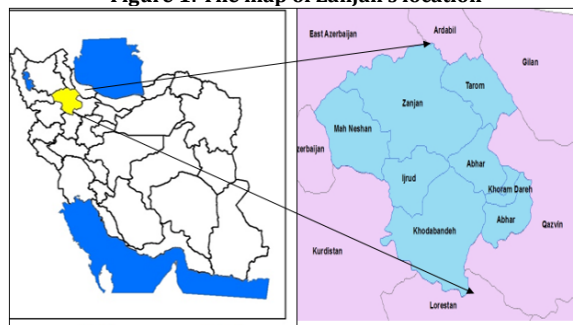 Figure 1. The map of Zanjan's location
Ardabil
East Azerbaijan
Gilan
Tarom
Zanjan
Mah Neshan
zerbaijan
Abhar
Ijrud
Khoram Dareh
Abhar
Qazvin
Khodabandeh
Kurdistan
Lorestan